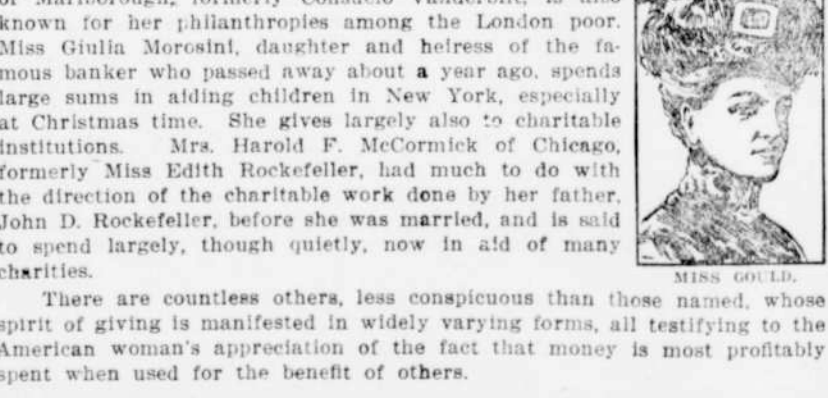 of Marlborough, formerly Consuelo Vanderbilt, is also
known for her philanthropies among the London poor.
Miss Giulia Morosini, daughter and heiress of the fa-
mous banker who passed away about a year ago, spends
large sums in aiding children in New York, especially
at Christmas time. She gives largely also to charitable
institutions. Mrs. Harold F. McCormick of Chicago,
formerly Miss Edith Rockefeller, had much to do with
the direction of the charitable work done by her father,
John D. Rockefeller, before she was married, and is said
to spend largely, though quietly, now in aid of many
charities.
MISS GOULD.
There are countless others, less conspicuous than those named, whose
spirit of giving is manifested in widely varying forms, all testifying to the
American woman's appreciation of the fact that money is most profitably
spent when used for the benefit of others.